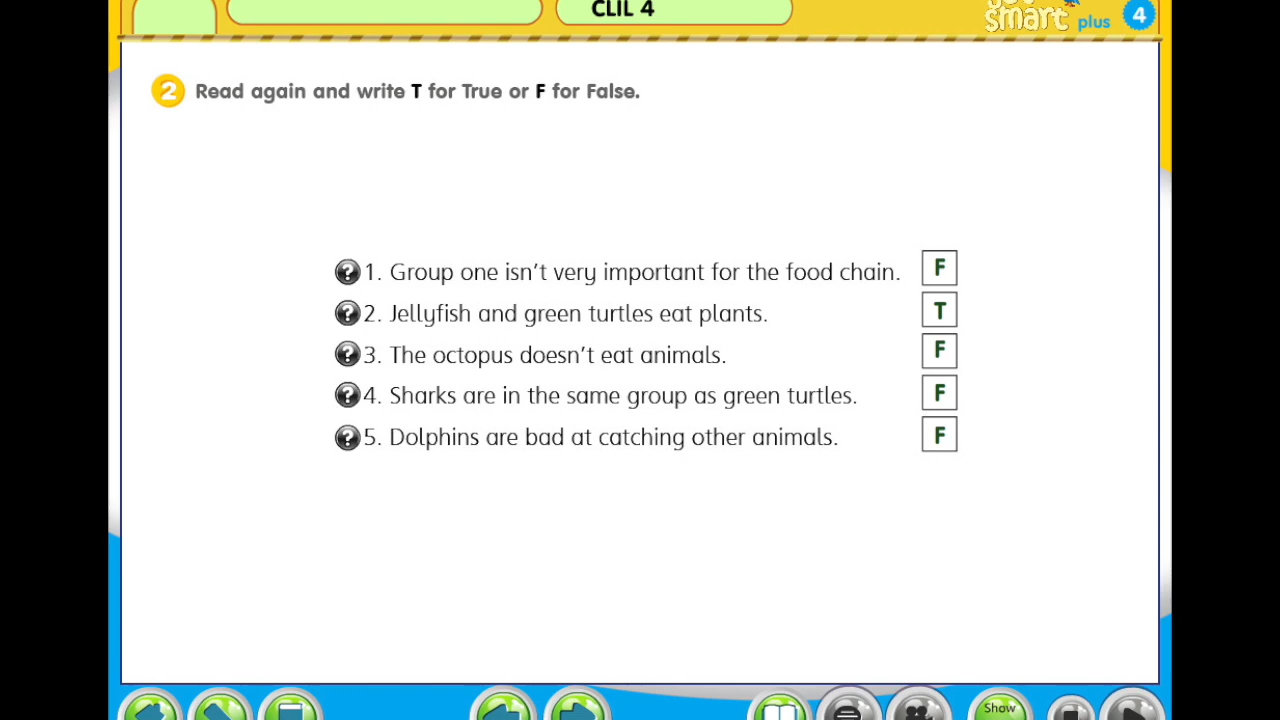 CLIL 4
smart plus 4
2 Read again and write T for True or F for False.
1. Group one isn't very important for the food chain. F
2. Jellyfish and green turtles eat plants. T
3. The octopus doesn't eat animals. F
4. Sharks are in the same group as green turtles. F
5. Dolphins are bad at catching other animals. F
Show